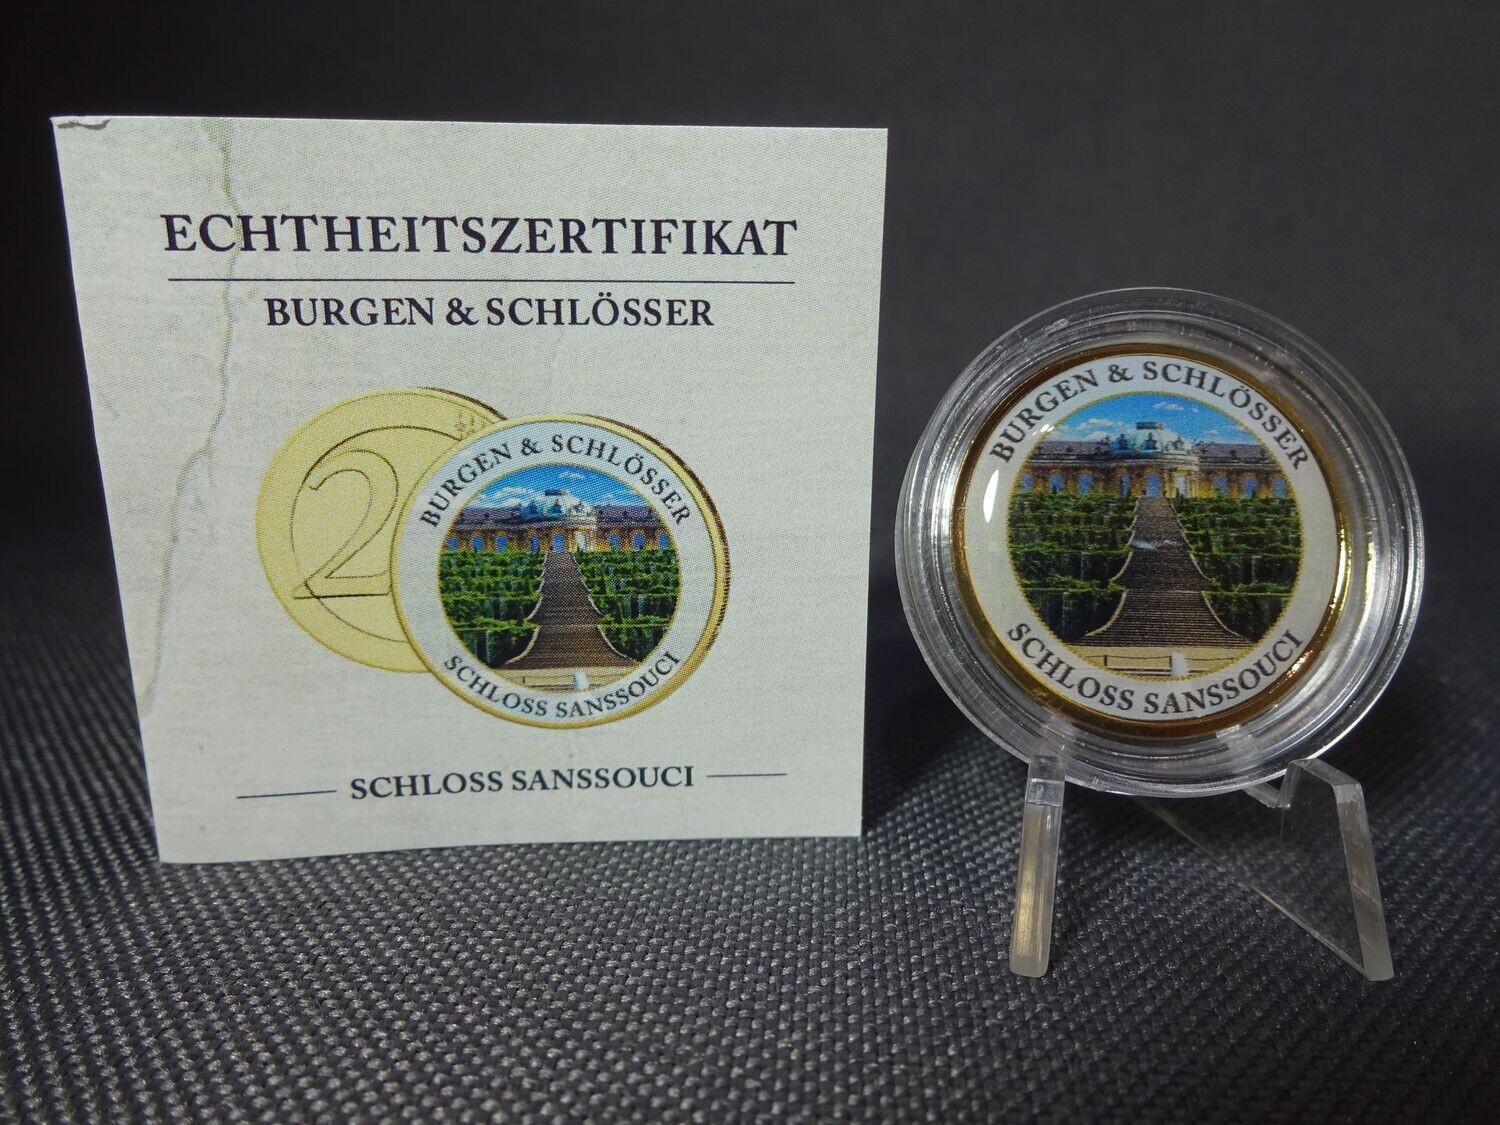 ECHTHEITSZERTIFIKAT
BURGEN & SCHLÖSSER
2
BURGEN & SCHLÖSSER
SCHLOSS SANSSOUCI
SCHLOSS SANSSOUCI
BURGEN & SCHLÖSSER
SCHLOSS SANSSOUCI